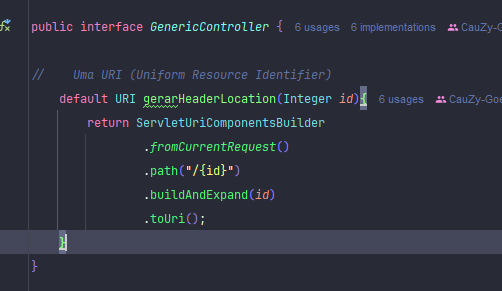 public interface GenericController { 6 usages 6 implementations CauZy-Goe
// Uma URI (Uniform Resource Identifier)
default URI gerarHeaderLocation(Integer id){ 6 usages CauZy-Goe
return ServletUriComponentsBuilder
.fromCurrentRequest()
.path("/{id}")
.buildAndExpand(id)
.toUri();
}
}